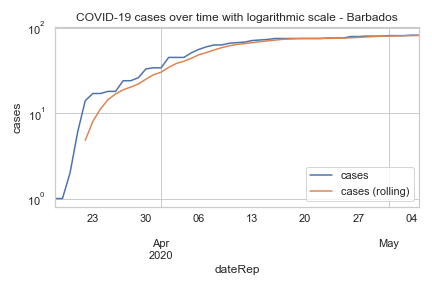 COVID-19 cases over time with logarithmic scale - Barbados
10²
10¹
10⁰
cases
cases
cases (rolling)
23 30 06 13 20 27 04
Apr May
2020
dateRep